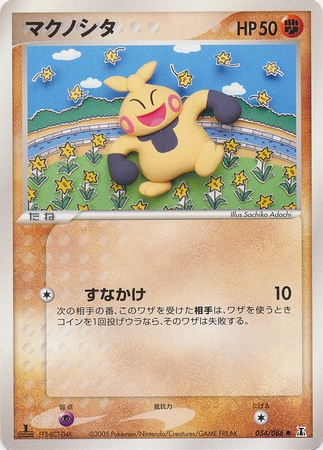 マクノシタ HP50
Illus.Sachiko Adachi
たね
すなかけ 10
次の相手の番、このワザを受けた相手は、ワザを使うとき
コインを1回投げウラなら、そのワザは失敗する。
弱点 抵抗力 にげる
1
EDITION
©2005 Pokémon/Nintendo/Creatures/GAME FREAK. 054/086